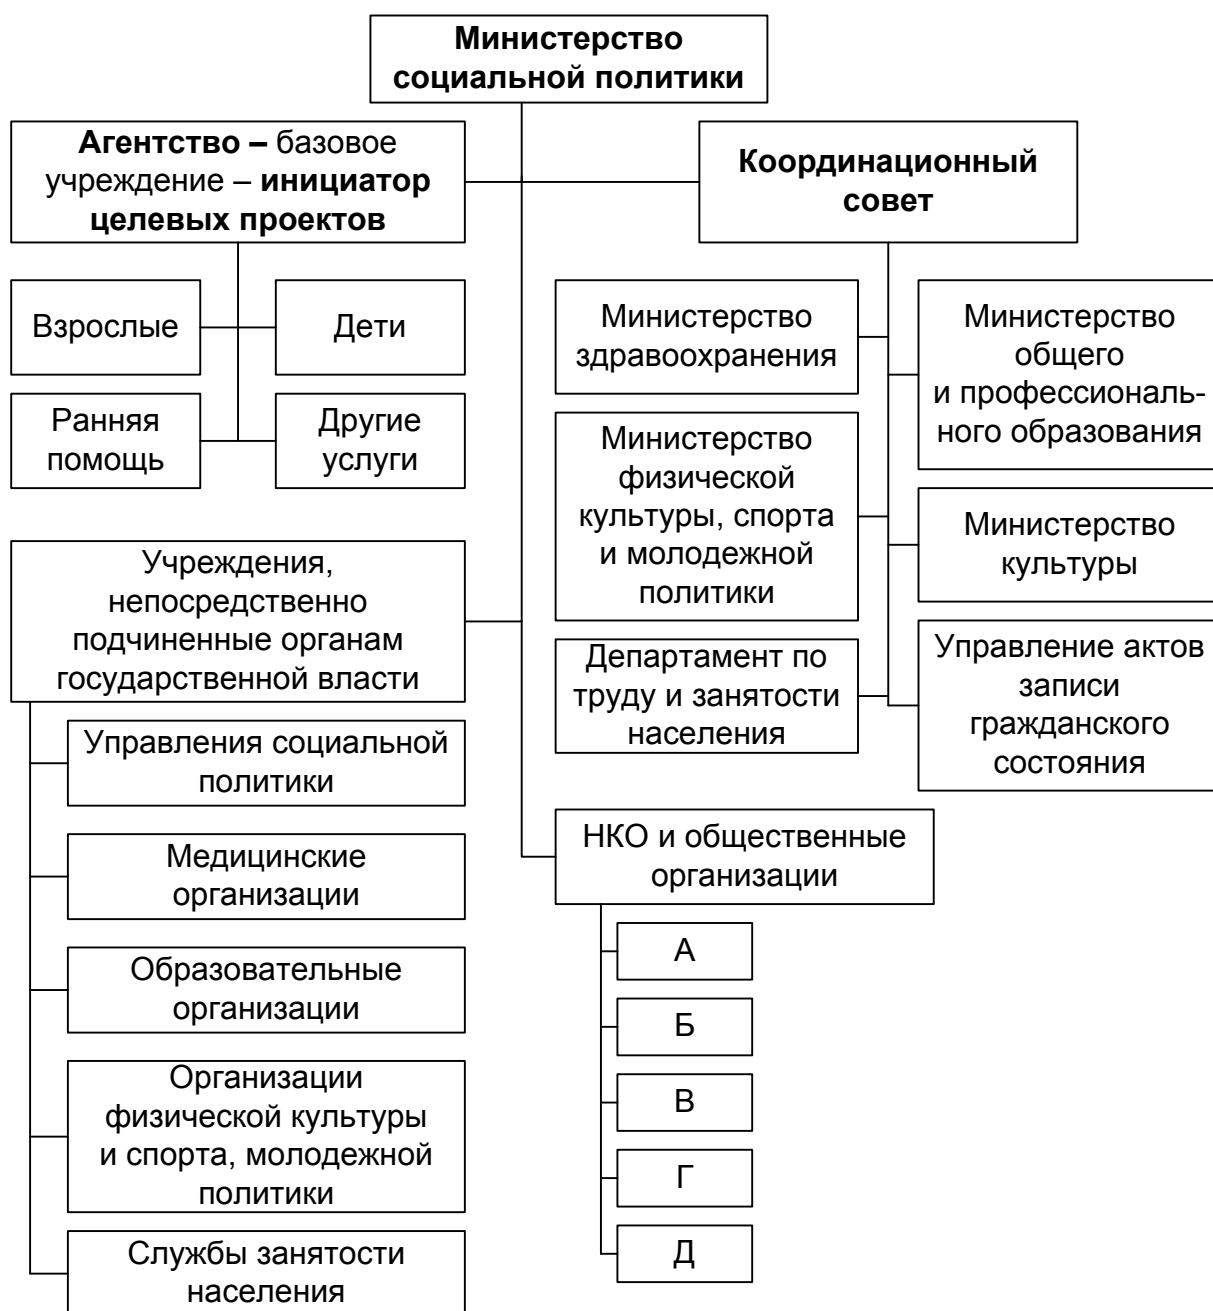 Министерство
социальной политики
Агентство – базовое
учреждение – инициатор
целевых проектов
Координационный
совет
Взрослые
Дети
Ранняя
помощь
Другие
услуги
Министерство
здравоохранения
Министерство
общего
и профессиональ-
ного образования
Министерство
физической
культуры, спорта
и молодежной
политики
Министерство
культуры
Департамент по
труду и занятости
населения
Управление актов
записи
гражданского
состояния
Учреждения,
непосредственно
подчиненные органам
государственной власти
Управления социальной
политики
Медицинские
организации
Образовательные
организации
Организации
физической культуры
и спорта, молодежной
политики
Службы занятости
населения
НКО и общественные
организации
А
Б
В
Г
Д